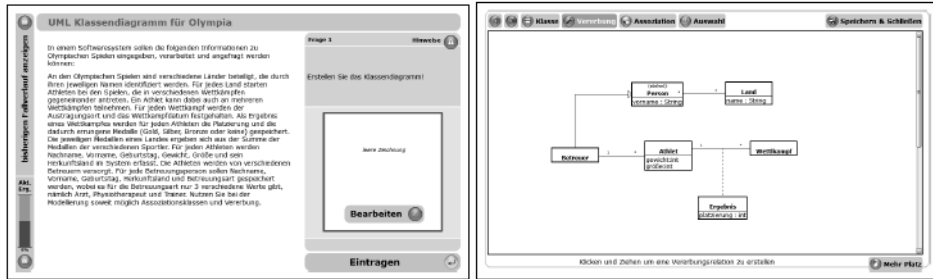 UML Klassendiagramm für Olympia
bisherigen Fallverlauf anzeigen
Akt.
Erg.
In einem Softwaresystem sollen die folgenden Informationen zu
Olympischen Spielen eingegeben, verarbeitet und angefragt werden
können:
An den Olympischen Spielen sind verschiedene Länder beteiligt, die durch
ihren jeweiligen Namen identifiziert werden. Für jedes Land starten
Athleten bei den Spielen, die in verschiedenen Wettkämpfen
gegeneinander antreten. Ein Athlet kann dabei auch an mehreren
Wettkämpfen teilnehmen. Für jeden Wettkampf werden der
Austragungsort und das Wettkampfdatum festgehalten. Als Ergebnis
eines Wettkampfes werden für jeden Athleten die Platzierung und die
dadurch errungene Medaille (Gold, Silber, Bronze oder keine) gespeichert.
Die jeweiligen Medaillen eines Landes ergeben sich aus der Summe der
Medaillen der verschiedenen Sportler. Für jeden Athleten werden
Nachname, Vorname, Geburtstag, Gewicht, Größe und sein
Herkunftsland im System erfasst. Die Athleten werden von verschiedenen
Betreuern versorgt. Für jede Betreuungsperson sollen Nachname,
Vorname, Geburtstag, Herkunftsland und Betreuungsart gespeichert
werden, wobei es für die Betreuungsart nur 3 verschiedene Werte gibt,
nämlich Arzt, Physiotherapeut und Trainer. Nutzen Sie bei der
Modellierung soweit möglich Assoziationsklassen und Vererbung.
Frage 1
Hinweise
Erstellen Sie das Klassendiagramm!
leere Zeichnung
Bearbeiten
Eintragen
Klasse
Vererbung
Assoziation
Auswahl
Speichern & Schließen
Person
vorname : String
Land
name : String
Betreuer
Athlet
gewicht:int
größe:int
Wettkampf
Ergebnis
platzierung : int
Klicken und Ziehen um eine Vererbungsrelation zu erstellen
Mehr Platz